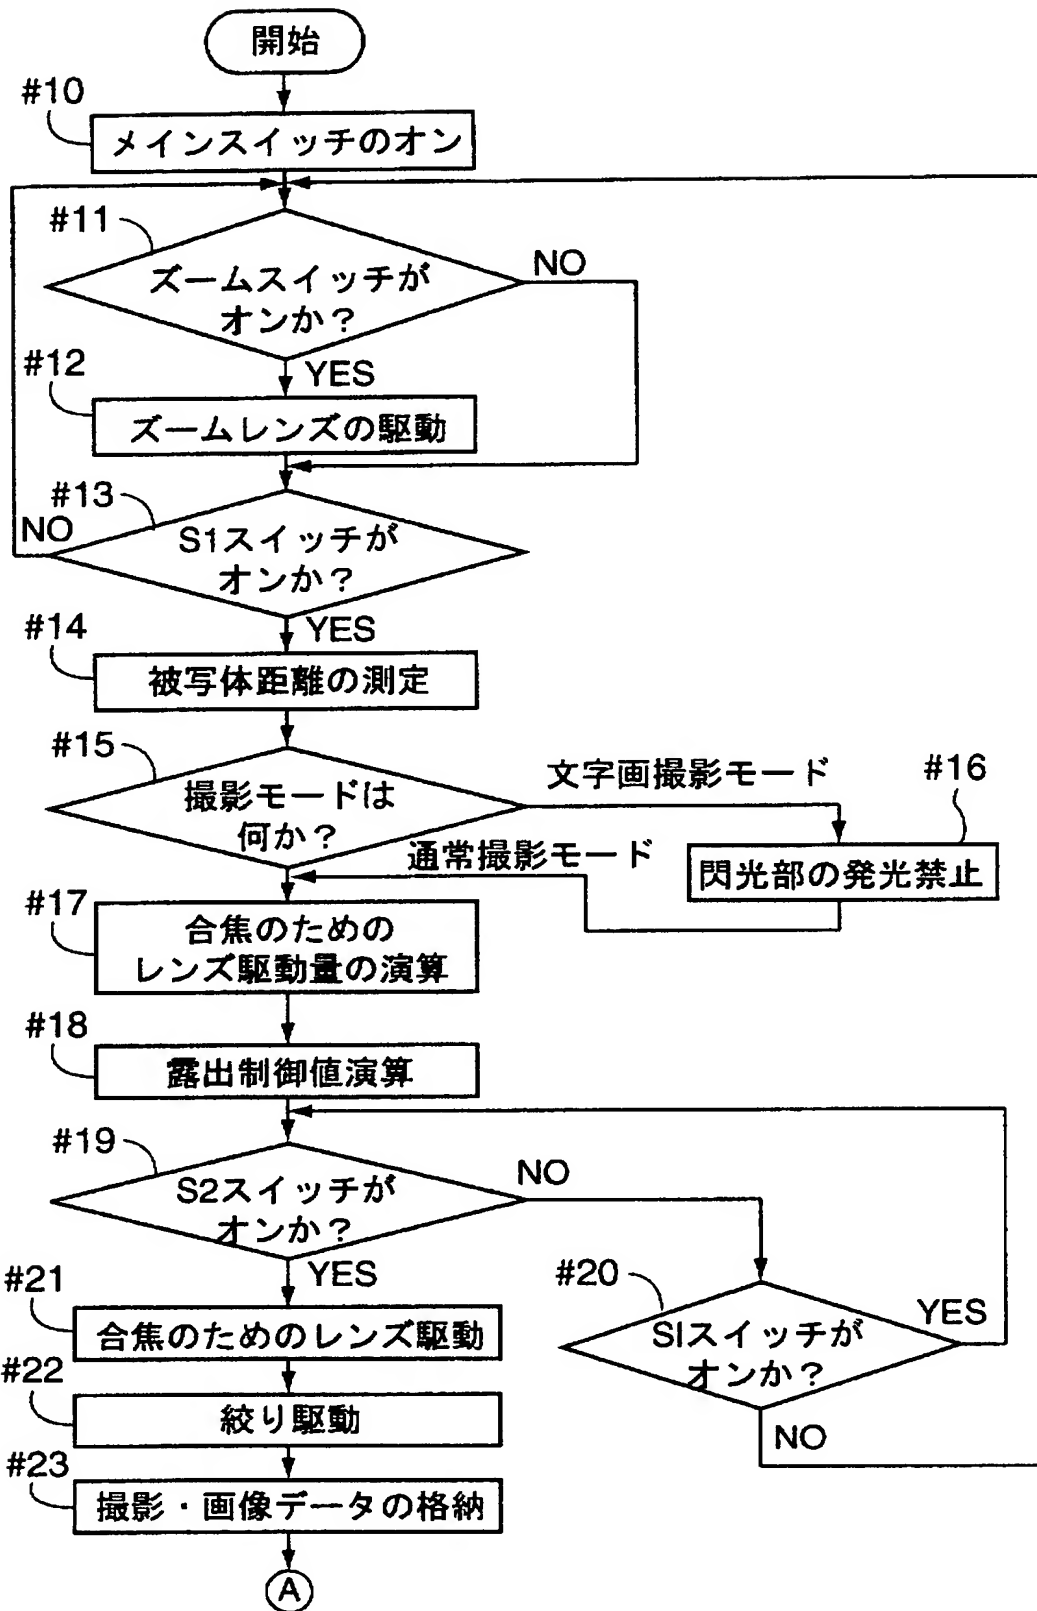 開始
#10
メインスイッチのオン
#11
ズームスイッチが
オンか？
NO
YES
#12
ズームレンズの駆動
#13
NO
S1スイッチが
オンか？
YES
#14
被写体距離の測定
#15
撮影モードは
何か？
文字画撮影モード
#16
閃光部の発光禁止
通常撮影モード
#17
合焦のための
レンズ駆動量の演算
#18
露出制御値演算
#19
S2スイッチが
オンか？
NO
YES
#20
SIスイッチが
オンか？
YES
NO
#21
合焦のためのレンズ駆動
#22
絞り駆動
#23
撮影・画像データの格納
A